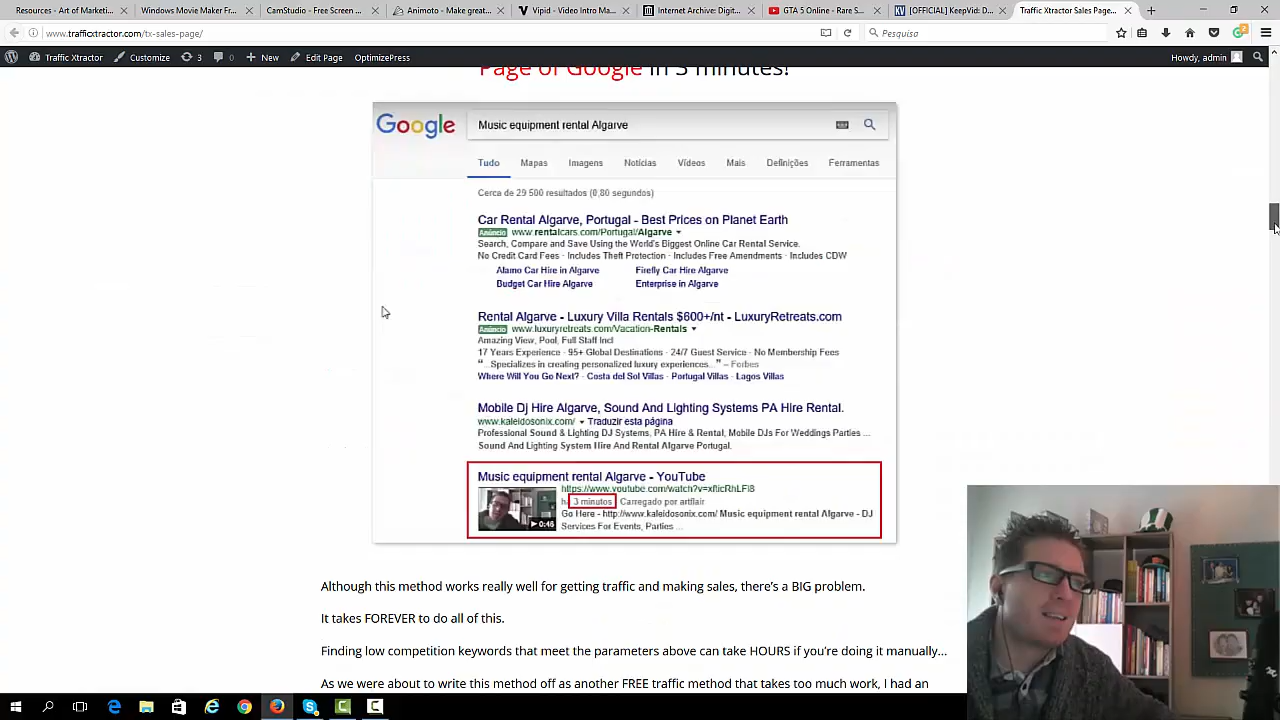 Resources - Art of Marketi...
Windows Movie Maker Fr...
CamStudio - Free Screen ...
Animoto - Make great...
Vipid - Video Intro Ma...
Internet Archive: Digit...
GTA 5 Online - Rare S...
[OFFICIAL] KeepVid: D...
Traffic Xtractor Sales Page...
www.trafficxtractor.com/tx-sales-page/
Pesquisa
Traffic Xtractor
Customize
3
0
New
Edit Page
OptimizePress
Howdy, admin
Page of Google in 3 minutes!
Google
Music equipment rental Algarve
Tudo
Mapas
Imagens
Notícias
Vídeos
Mais
Definições
Ferramentas
Cerca de 29 500 resultados (0,80 segundos)
Car Rental Algarve, Portugal - Best Prices on Planet Earth
Anúncio www.rentalcars.com/Portugal/Algarve
Search, Compare and Save Using the World's Biggest Online Car Rental Service.
No Credit Card Fees · Includes Theft Protection · Includes Free Amendments · Includes CDW
Alamo Car Hire in Algarve
Firefly Car Hire Algarve
Budget Car Hire Algarve
Enterprise in Algarve
Rental Algarve - Luxury Villa Rentals $600+/nt - LuxuryRetreats.com
Anúncio www.luxuryretreats.com/Vacation-Rentals
Amazing View, Pool, Full Staff Incl
17 Years Experience · 95+ Global Destinations · 24/7 Guest Service · No Membership Fees
"...Specializes in creating personalized luxury experiences..." – Forbes
Where Will You Go Next? · Costa del Sol Villas · Portugal Villas · Lagos Villas
Mobile Dj Hire Algarve, Sound And Lighting Systems PA Hire Rental.
www.kaleidosonix.com/ Traduzir esta página
Professional Sound & Lighting DJ Systems, PA Hire & Rental, Mobile DJs For Weddings Parties ...
Sound And Lighting System Hire And Rental Algarve Portugal.
Music equipment rental Algarve - YouTube
3 minutos Carregado por artflair
Go Here - http://www.kaleidosonix.com/ Music equipment rental Algarve - DJ
Services For Events, Parties ...
0:46
Although this method works really well for getting traffic and making sales, there's a BIG problem.
It takes FOREVER to do all of this.
Finding low competition keywords that meet the parameters above can take HOURS if you're doing it manually...
As we were about to write this method off as another FREE traffic method that takes too much work, I had an